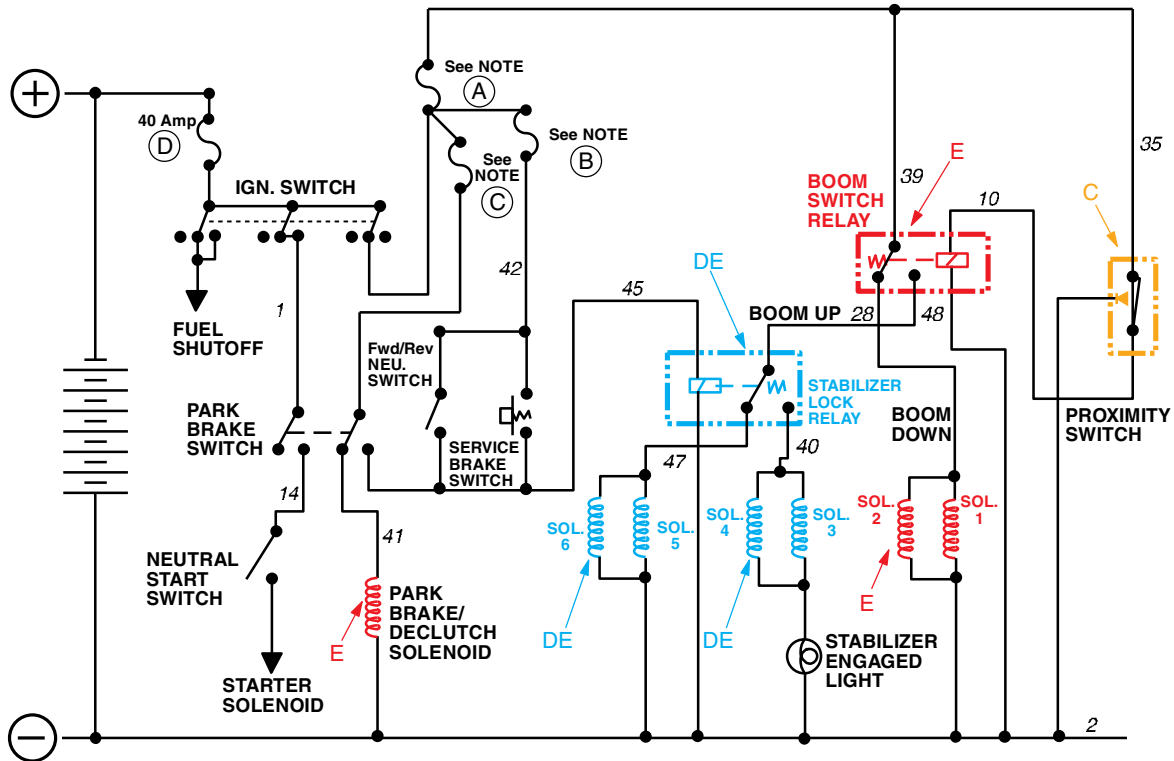 See NOTE
A
+
40 Amp
D
See NOTE
B
See
NOTE
C
35
E
IGN. SWITCH
BOOM
SWITCH
RELAY
39
10
C
42
DE
45
1
BOOM UP
28
48
FUEL
SHUTOFF
Fwd/Rev
NEU.
SWITCH
STABILIZER
LOCK
RELAY
PARK
BRAKE
SWITCH
BOOM
DOWN
PROXIMITY
SWITCH
SERVICE
BRAKE
SWITCH
47
40
14
SOL.
6
SOL.
5
SOL.
4
SOL.
3
SOL.
2
SOL.
1
41
NEUTRAL
START
SWITCH
PARK
BRAKE/
DECLUTCH
SOLENOID
E
DE
DE
E
STABILIZER
ENGAGED
LIGHT
STARTER
SOLENOID
−
2